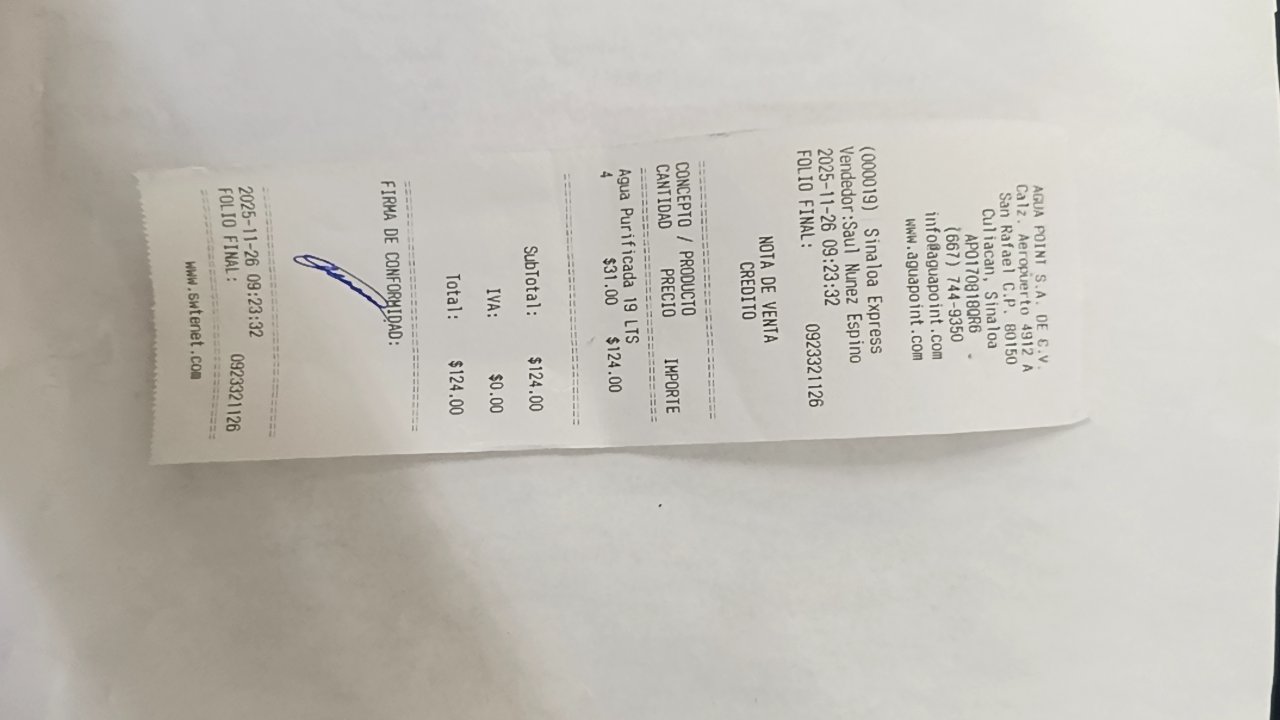 AGUA POINT S.A. DE C.V.
Calz. Aeropuerto 4912 A
San Rafael C.P. 80150
Culiacan, Sinaloa
APO170818QR6
(667) 744-9350
info@aguapoint.com
www.aguapoint.com
(000019) Sinaloa Express
Vendedor:Saul Nunez Espino
2025-11-26 09:23:32
FOLIO FINAL: 0923321126
NOTA DE VENTA
CREDITO
CONCEPTO / PRODUCTO
CANTIDAD PRECIO IMPORTE
Agua Purificada 19 LTS
4 $31.00 $124.00
SubTotal: $124.00
IVA: $0.00
Total: $124.00
FIRMA DE CONFORMIDAD:
2025-11-26 09:23:32
FOLIO FINAL: 0923321126
www.swtenet.com